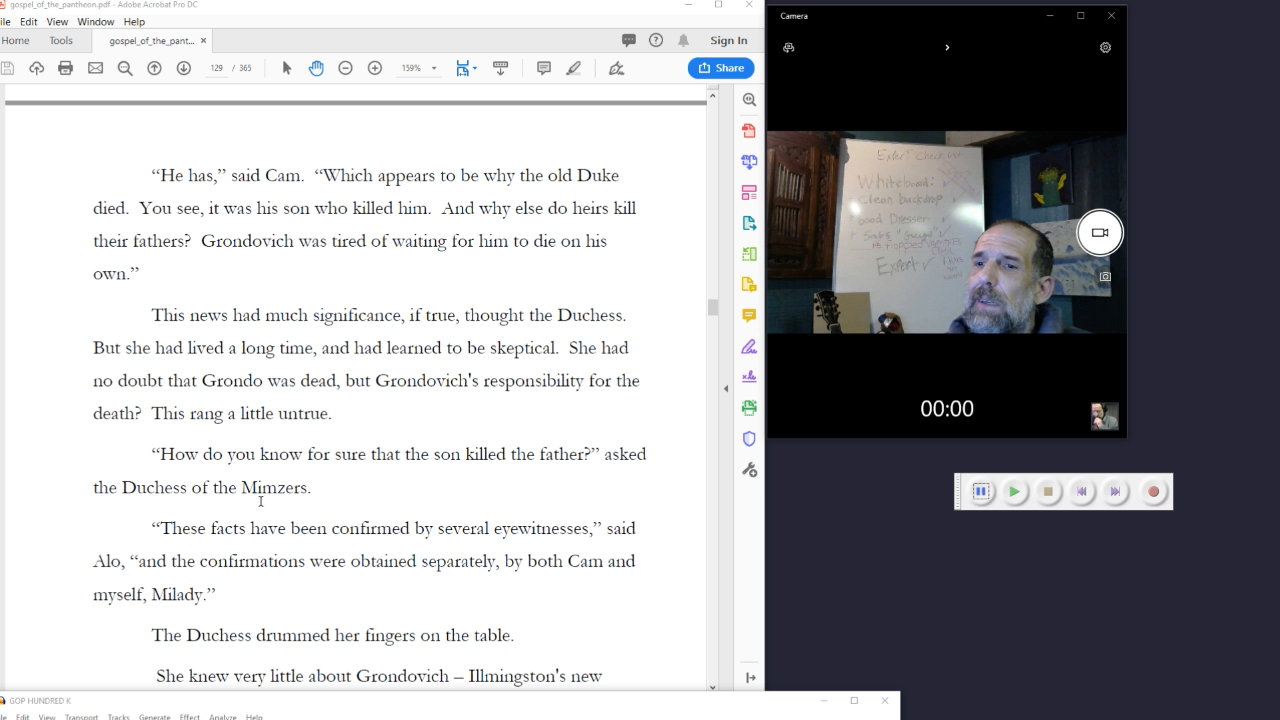 gospel_of_the_pantheon.pdf - Adobe Acrobat Pro DC
Edit View Window Help
Home Tools gospel_of_the_pant... × Sign In
129 / 365 159% Share
“He has,” said Cam. “Which appears to be why the old Duke
died. You see, it was his son who killed him. And why else do heirs kill
their fathers? Grondovich was tired of waiting for him to die on his
own.”
This news had much significance, if true, thought the Duchess.
But she had lived a long time, and had learned to be skeptical. She had
no doubt that Grondo was dead, but Grondovich's responsibility for the
death? This rang a little untrue.
“How do you know for sure that the son killed the father?” asked
the Duchess of the Mimzers.
“These facts have been confirmed by several eyewitnesses,” said
Alo, “and the confirmations were obtained separately, by both Cam and
myself, Milady.”
The Duchess drummed her fingers on the table.
She knew very little about Grondovich – Illmingston's new
Camera
Expert Checklist
Whiteboard:
Clean backdrop
Good Dresser
Expert
00:00
GOP HUNDRED K
Edit View Transport Tracks Generate Effect Analyze Help